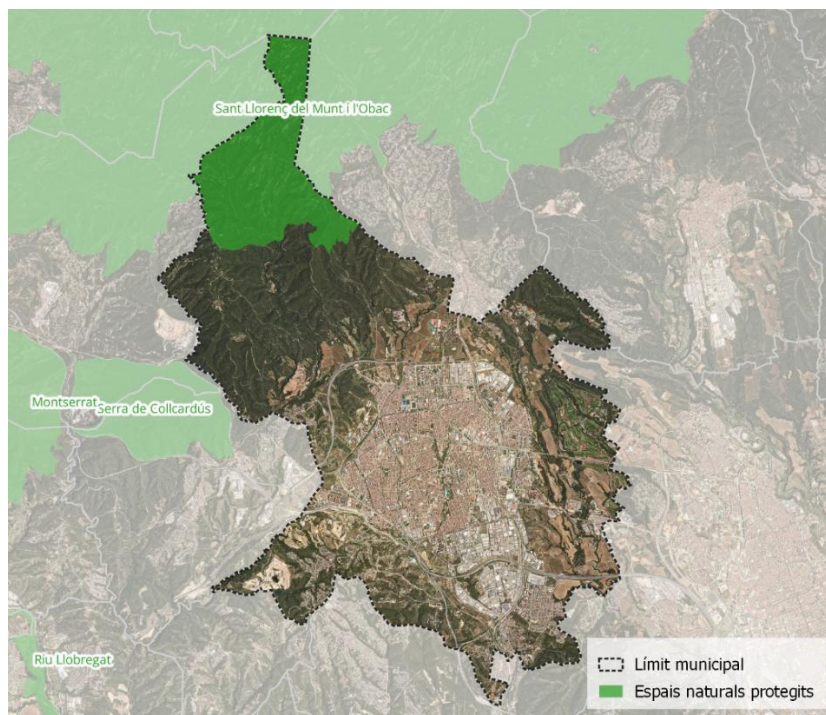 Sant Llorenç del Munt i l'Obac
Montserrat
Serra de Collcardús
Riu Llobregat
Límit municipal
Espais naturals protegits